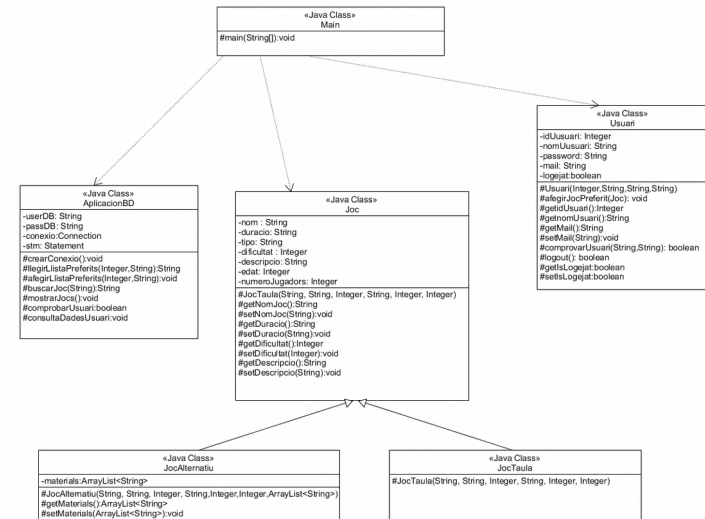 «Java Class»
Main
#main(String[]):void
«Java Class»
Usuari
-idUusuari: Integer
-nomUusuari: String
-password: String
-mail: String
-logejat:boolean
#Usuari(Integer,String,String,String)
#afegirJocPreferit(Joc): void
#getidUsuari():Integer
#getnomUsuari():String
#getMail():String
#setMail(String):void
#comprovarUsuari(String,String): boolean
#logout(): boolean
#getIsLogejat:boolean
#setIsLogejat:boolean
«Java Class»
AplicacionBD
-userDB: String
-passDB: String
-conexio:Connection
-stm: Statement
#crearConexio():void
#llegirLlistaPreferits(Integer,String):String
#afegirLlistaPreferits(Integer,String):void
#buscarJoc(String):String
#mostrarJocs():void
#comprobarUsuari:boolean
#consultaDadesUsuari:void
«Java Class»
Joc
-nom : String
-duracio: String
-tipo: String
-dificultat : Integer
-descripcio: String
-edat: Integer
-numeroJugadors: Integer
#JocTaula(String, String, Integer, String, Integer, Integer)
#getNomJoc():String
#setNomJoc(String):void
#getDuracio():String
#setDuracio(String):void
#getDificultat():Integer
#setDificultat(Integer):void
#getDescripcio():String
#setDescripcio(String):void
«Java Class»
JocAlternatiu
-materials:ArrayList<String>
#JocAlternatiu(String, String, Integer, String,Integer,Integer,ArrayList<String>)
#getMaterials():ArrayList<String>
#setMaterials(ArrayList<String>):void
«Java Class»
JocTaula
#JocTaula(String, String, Integer, String, Integer, Integer)